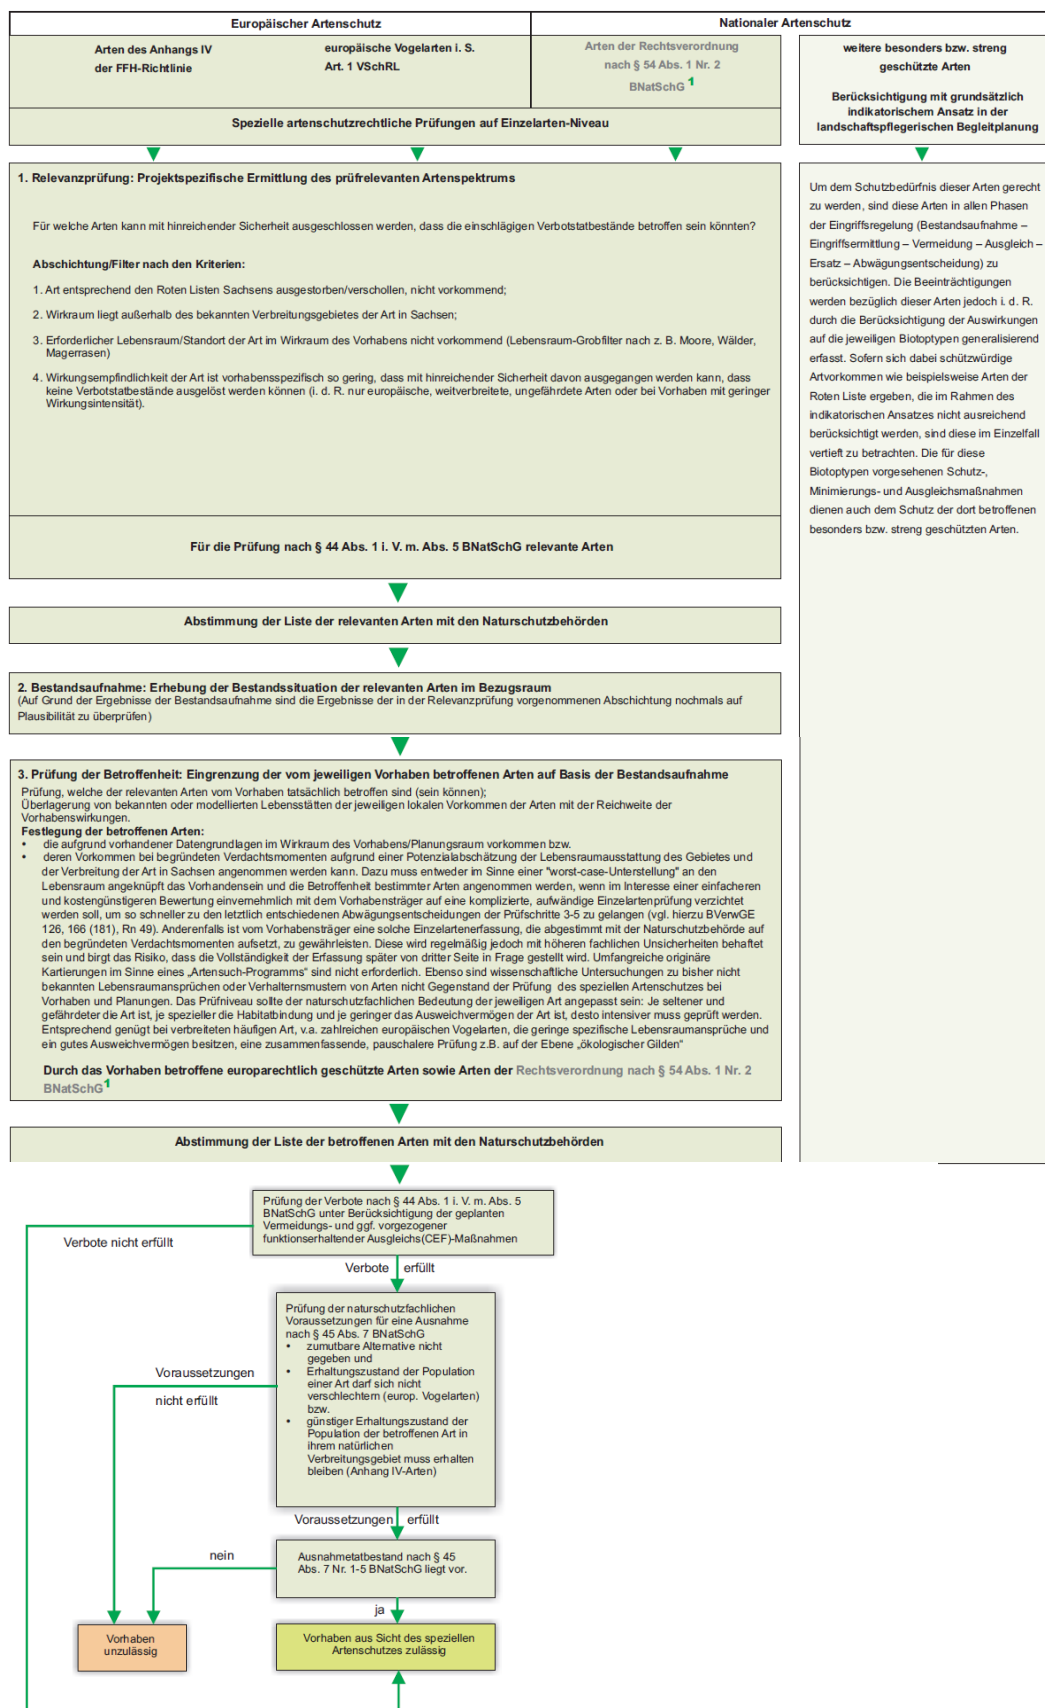 Europäischer Artenschutz
Nationaler Artenschutz
Arten des Anhangs IV
der FFH-Richtlinie
europäische Vogelarten i. S.
Art. 1 VSchRL
Arten der Rechtsverordnung
nach § 54 Abs. 1 Nr. 2
BNatSchG 1
weitere besonders bzw. streng
geschützte Arten
Berücksichtigung mit grundsätzlich
indikatorischem Ansatz in der
landschaftspflegerischen Begleitplanung
Spezielle artenschutzrechtliche Prüfungen auf Einzelarten-Niveau
1. Relevanzprüfung: Projektspezifische Ermittlung des prüfrelevanten Artenspektrums
Für welche Arten kann mit hinreichender Sicherheit ausgeschlossen werden, dass die einschlägigen Verbotstatbestände betroffen sein könnten?
Abschichtung/Filter nach den Kriterien:
1. Art entsprechend den Roten Listen Sachsens ausgestorben/verschollen, nicht vorkommend;
2. Wirkraum liegt außerhalb des bekannten Verbreitungsgebietes der Art in Sachsen;
3. Erforderlicher Lebensraum/Standort der Art im Wirkraum des Vorhabens nicht vorkommend (Lebensraum-Grobfilter nach z. B. Moore, Wälder,
Magerrasen)
4. Wirkungsempfindlichkeit der Art ist vorhabensspezifisch so gering, dass mit hinreichender Sicherheit davon ausgegangen werden kann, dass
keine Verbotstatbestände ausgelöst werden können (i. d. R. nur europäische, weitverbreitete, ungefährdete Arten oder bei Vorhaben mit geringer
Wirkungsintensität).
Für die Prüfung nach § 44 Abs. 1 i. V. m. Abs. 5 BNatSchG relevante Arten
Um dem Schutzbedürfnis dieser Arten gerecht
zu werden, sind diese Arten in allen Phasen
der Eingriffsregelung (Bestandsaufnahme –
Eingriffsermittlung – Vermeidung – Ausgleich –
Ersatz – Abwägungsentscheidung) zu
berücksichtigen. Die Beeinträchtigungen
werden bezüglich dieser Arten jedoch i. d. R.
durch die Berücksichtigung der Auswirkungen
auf die jeweiligen Biotoptypen generalisierend
erfasst. Sofern sich dabei schützwürdige
Artvorkommen wie beispielsweise Arten der
Roten Liste ergeben, die im Rahmen des
indikatorischen Ansatzes nicht ausreichend
berücksichtigt werden, sind diese im Einzelfall
vertieft zu betrachten. Die für diese
Biotoptypen vorgesehenen Schutz-,
Minimierungs- und Ausgleichsmaßnahmen
dienen auch dem Schutz der dort betroffenen
besonders bzw. streng geschützten Arten.
Abstimmung der Liste der relevanten Arten mit den Naturschutzbehörden
2. Bestandsaufnahme: Erhebung der Bestandssituation der relevanten Arten im Bezugsraum
(Auf Grund der Ergebnisse der Bestandsaufnahme sind die Ergebnisse der in der Relevanzprüfung vorgenommenen Abschichtung nochmals auf
Plausibilität zu überprüfen)
3. Prüfung der Betroffenheit: Eingrenzung der vom jeweiligen Vorhaben betroffenen Arten auf Basis der Bestandsaufnahme
Prüfung, welche der relevanten Arten vom Vorhaben tatsächlich betroffen sind (sein können);
Überlagerung von bekannten oder modellierten Lebensstätten der jeweiligen lokalen Vorkommen der Arten mit der Reichweite der
Vorhabenswirkungen.
Festlegung der betroffenen Arten:
• die aufgrund vorhandener Datengrundlagen im Wirkraum des Vorhabens/Planungsraum vorkommen bzw.
• deren Vorkommen bei begründeten Verdachtsmomenten aufgrund einer Potenzialabschätzung der Lebensraumausstattung des Gebietes und
der Verbreitung der Art in Sachsen angenommen werden kann. Dazu muss entweder im Sinne einer "worst-case-Unterstellung" an den
Lebensraum angeknüpft das Vorhandensein und die Betroffenheit bestimmter Arten angenommen werden, wenn im Interesse einer einfacheren
und kostengünstigeren Bewertung einvernehmlich mit dem Vorhabensträger auf eine komplizierte, aufwändige Einzelartenprüfung verzichtet
werden soll, um so schneller zu den letztlich entschiedenen Abwägungsentscheidungen der Prüfschritte 3-5 zu gelangen (vgl. hierzu BVerwGE
126, 166 (181), Rn 49). Anderenfalls ist vom Vorhabensträger eine solche Einzelartenerfassung, die abgestimmt mit der Naturschutzbehörde auf
den begründeten Verdachtsmomenten aufsetzt, zu gewährleisten. Diese wird regelmäßig jedoch mit höheren fachlichen Unsicherheiten behaftet
sein und birgt das Risiko, dass die Vollständigkeit der Erfassung später von dritter Seite in Frage gestellt wird. Umfangreiche originäre
Kartierungen im Sinne eines „Artensuch-Programms“ sind nicht erforderlich. Ebenso sind wissenschaftliche Untersuchungen zu bisher nicht
bekannten Lebensraumansprüchen oder Verhalternsmustern von Arten nicht Gegenstand der Prüfung des speziellen Artenschutzes bei
Vorhaben und Planungen. Das Prüfniveau sollte der naturschutzfachlichen Bedeutung der jeweiligen Art angepasst sein: Je seltener und
gefährdeter die Art ist, je spezieller die Habitatbindung und je geringer das Ausweichvermögen der Art ist, desto intensiver muss geprüft werden.
Entsprechend genügt bei verbreiteten häufigen Art, v.a. zahlreichen europäischen Vogelarten, die geringe spezifische Lebensraumansprüche und
ein gutes Ausweichvermögen besitzen, eine zusammenfassende, pauschalere Prüfung z.B. auf der Ebene „ökologischer Gilden“
Durch das Vorhaben betroffene europarechtlich geschützte Arten sowie Arten der Rechtsverordnung nach § 54 Abs. 1 Nr. 2
BNatSchG1
Abstimmung der Liste der betroffenen Arten mit den Naturschutzbehörden
Prüfung der Verbote nach § 44 Abs. 1 i. V. m. Abs. 5
BNatSchG unter Berücksichtigung der geplanten
Vermeidungs- und ggf. vorgezogener
funktionserhaltender Ausgleichs(CEF)-Maßnahmen
Verbote nicht erfüllt
Verbote erfüllt
Prüfung der naturschutzfachlichen
Voraussetzungen für eine Ausnahme
nach § 45 Abs. 7 BNatSchG
• zumutbare Alternative nicht
gegeben und
• Erhaltungszustand der Population
einer Art darf sich nicht
verschlechtern (europ. Vogelarten)
bzw.
• günstiger Erhaltungszustand der
Population der betroffenen Art in
ihrem natürlichen
Verbreitungsgebiet muss erhalten
bleiben (Anhang IV-Arten)
Voraussetzungen
nicht erfüllt
Voraussetzungen erfüllt
nein
Ausnahmetatbestand nach § 45
Abs. 7 Nr. 1-5 BNatSchG liegt vor.
ja
Vorhaben
unzulässig
Vorhaben aus Sicht des speziellen
Artenschutzes zulässig